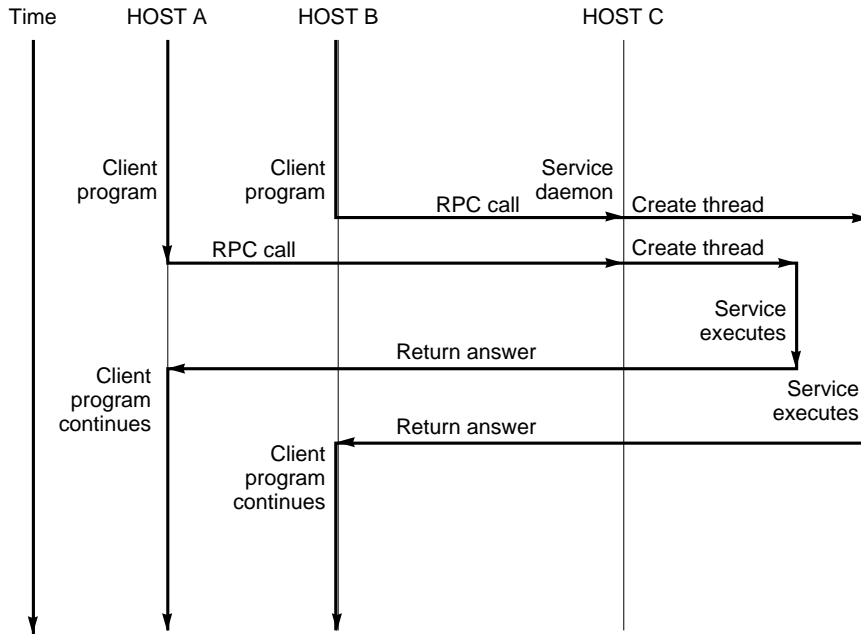 Time
HOST A
HOST B
HOST C
Client
program
Client
program
Service
daemon
RPC call
Create thread
RPC call
Create thread
Service
executes
Return answer
Client
program
continues
Service
executes
Return answer
Client
program
continues